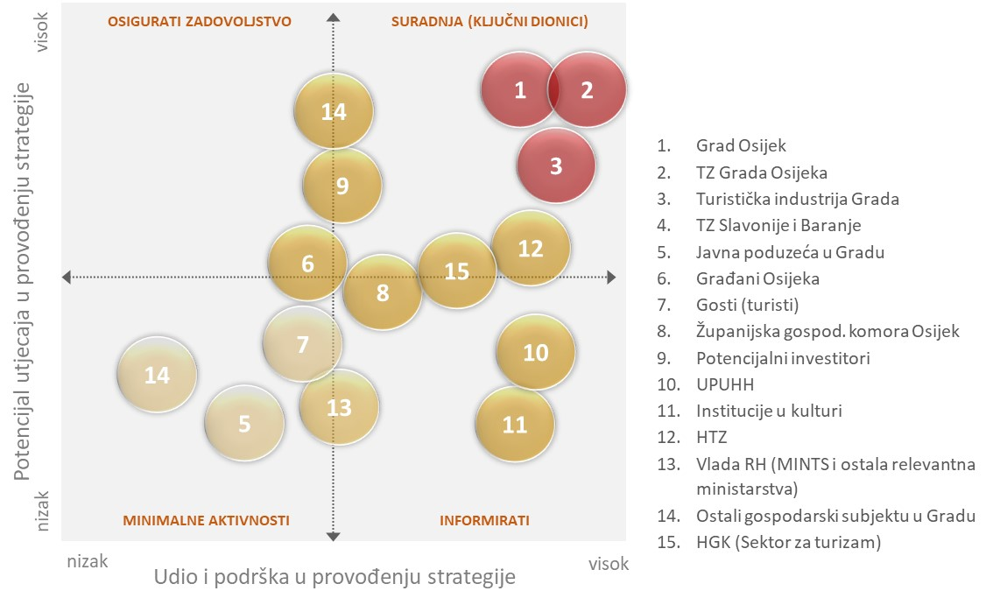 OSIGURATI ZADOVOLJSTVO
SURADNJA (KLJUČNI DIONICI)
visok
Potencijal utjecaja u provođenju strategije
nizak
1
2
14
3
9
12
6
15
8
7
10
14
13
5
11
MINIMALNE AKTIVNOSTI
INFORMIRATI
nizak
visok
Udio i podrška u provođenju strategije
1. Grad Osijek
2. TZ Grada Osijeka
3. Turistička industrija Grada
4. TZ Slavonije i Baranje
5. Javna poduzeća u Gradu
6. Građani Osijeka
7. Gosti (turisti)
8. Županijska gospod. komora Osijek
9. Potencijalni investitori
10. UPUHH
11. Institucije u kulturi
12. HTZ
13. Vlada RH (MINTS i ostala relevantna
ministarstva)
14. Ostali gospodarski subjektu u Gradu
15. HGK (Sektor za turizam)